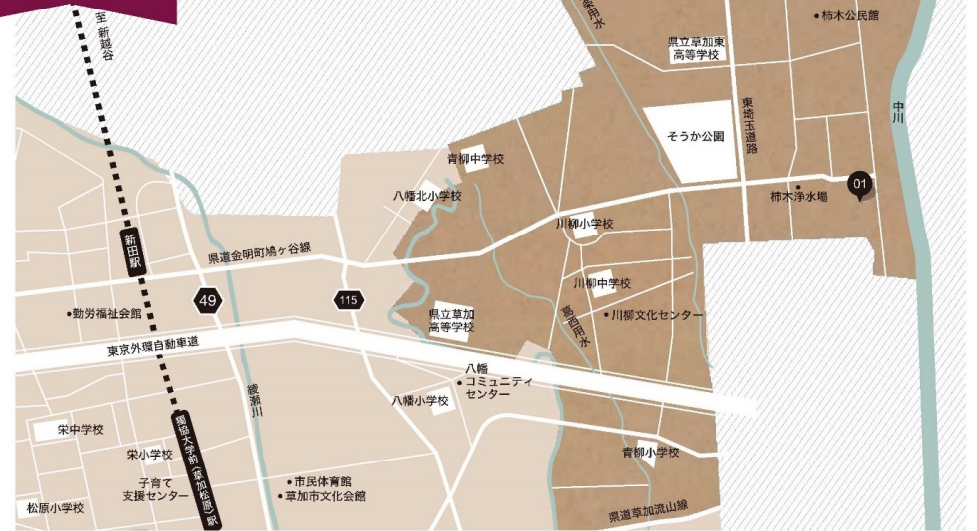 至 新越谷
葛西用水
柿木公民館
県立草加東
高等学校
東埼玉道路
中川
そうか公園
青柳中学校
八幡北小学校
柿木浄水場
01
川柳小学校
新田駅
県道金明町鳩ヶ谷線
49
115
川柳中学校
勤労福祉会館
県立草加
高等学校
葛西用水
川柳文化センター
東京外環自動車道
綾瀬川
八幡
コミュニティ
センター
八幡小学校
栄中学校
獨協大学前〈草加松原〉駅
栄小学校
青柳小学校
子育て
支援センター
市民体育館
草加市文化会館
松原小学校
県道草加流山線